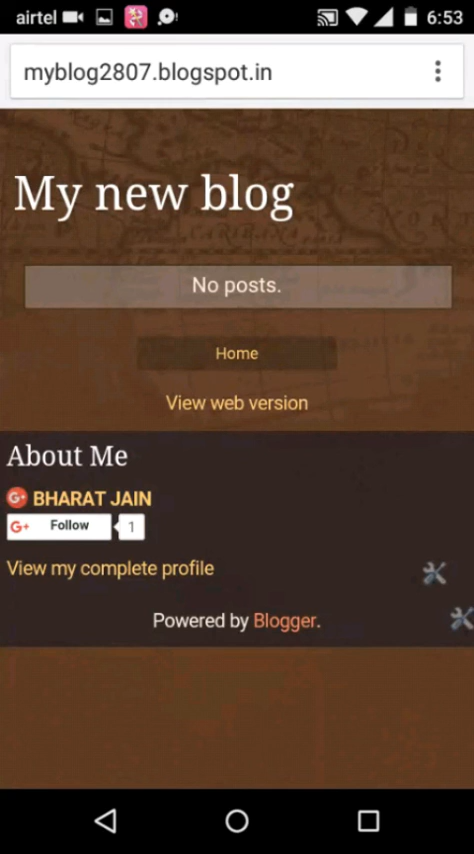 airtel 6:53
myblog2807.blogspot.in
My new blog
No posts.
Home
View web version
About Me
G+ BHARAT JAIN
G+ Follow 1
View my complete profile
Powered by Blogger.